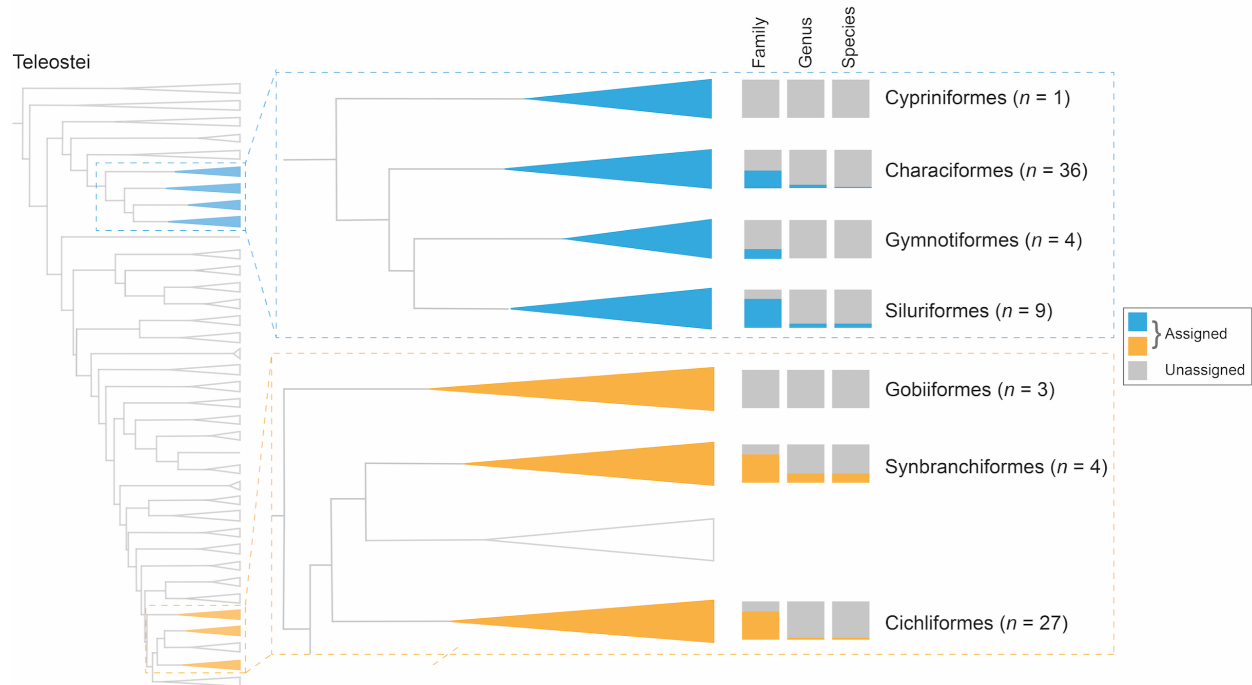 Teleostei
Family
Genus
Species
Cypriniformes (n = 1)
Characiformes (n = 36)
Gymnotiformes (n = 4)
Siluriformes (n = 9)
} Assigned
Unassigned
Gobiiformes (n = 3)
Synbranchiformes (n = 4)
Cichliformes (n = 27)